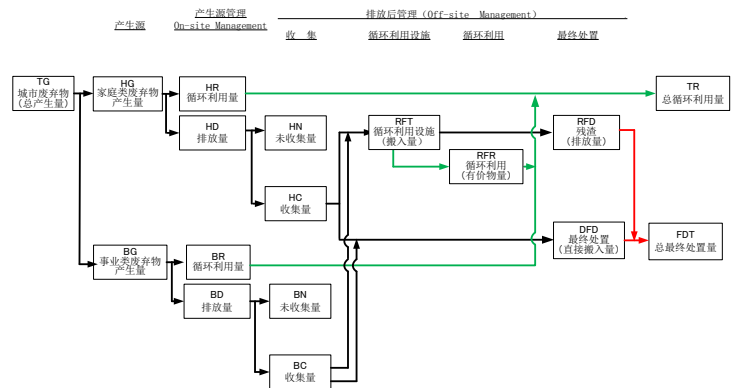 产生源
产生源管理
On-site Management
排放后管理（Off-site Management）
收 集
循环利用设施
循环利用
最终处置
TG
城市废弃物
（总产生量）
HG
家庭类废弃物
产生量
HR
循环利用量
TR
总循环利用量
HD
排放量
HN
未收集量
RFT
循环利用设施
（搬入量）
RFD
残渣
（排放量）
RFR
循环利用
（有价物量）
HC
收集量
DFD
最终处置
（直接搬入量）
FDT
总最终处置量
BG
事业类废弃物
产生量
BR
循环利用量
BD
排放量
BN
未收集量
BC
收集量